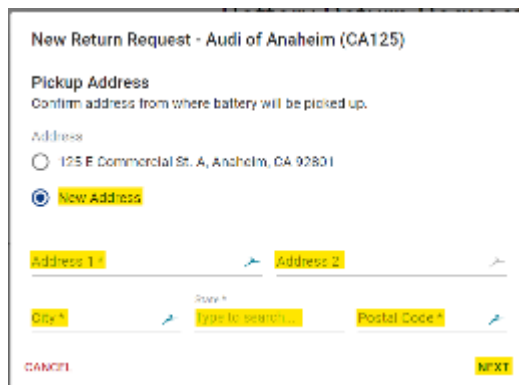 New Return Request - Audi of Anaheim (CA125)
Pickup Address
Confirm address from where battery will be picked up.
Address
125 E Commercial St. A, Anaheim, CA 92801
New Address
Address 1 *
Address 2
City *
State *
Type to search...
Postal Code *
CANCEL
NEXT